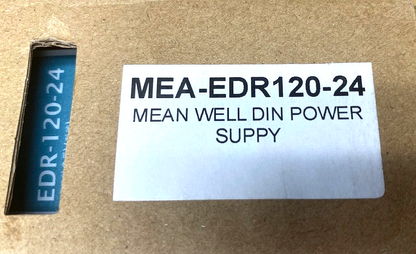 MEA-EDR120-24
MEAN WELL DIN POWER
SUPPY
EDR-120-24